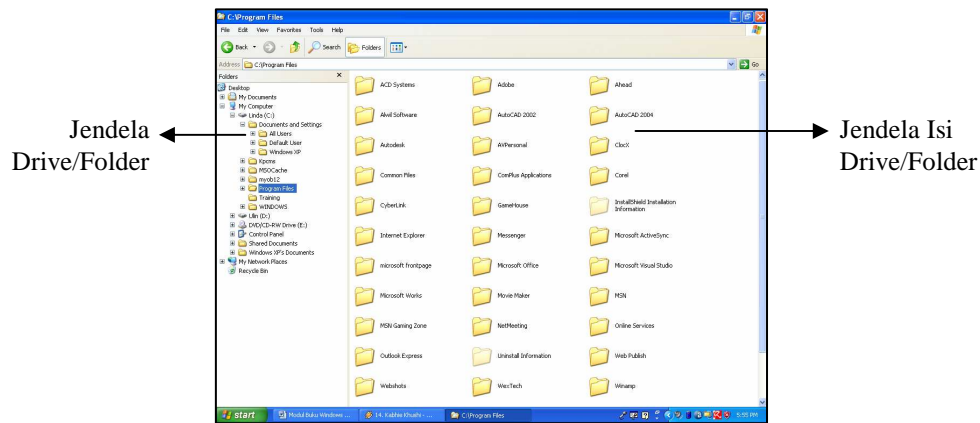 C:\Program Files
File Edit View Favorites Tools Help
Back Search Folders
Address C:\Program Files Go
Folders
Desktop
My Documents
My Computer
Linda (C:)
Documents and Settings
All Users
Default User
Windows XP
Kpcms
MSOCache
myob12
Program Files
Training
WINDOWS
Ulin (D:)
DVD/CD-RW Drive (E:)
Control Panel
Shared Documents
Windows XP's Documents
My Network Places
Recycle Bin
ACD Systems Adobe Ahead
Alwil Software AutoCAD 2002 AutoCAD 2004
Autodesk AVPersonal ClocX
Common Files ComPlus Applications Corel
CyberLink GameHouse InstallShield Installation
Information
Internet Explorer Messenger Microsoft ActiveSync
microsoft frontpage Microsoft Office Microsoft Visual Studio
Microsoft Works Movie Maker MSN
MSN Gaming Zone NetMeeting Online Services
Outlook Express Uninstall Information Web Publish
Webshots WexTech Winamp
start Modul Buku Windows ... 14. Kabhie Khushi - ... C:\Program Files 5:55 PM
Jendela
Drive/Folder
Jendela Isi
Drive/Folder